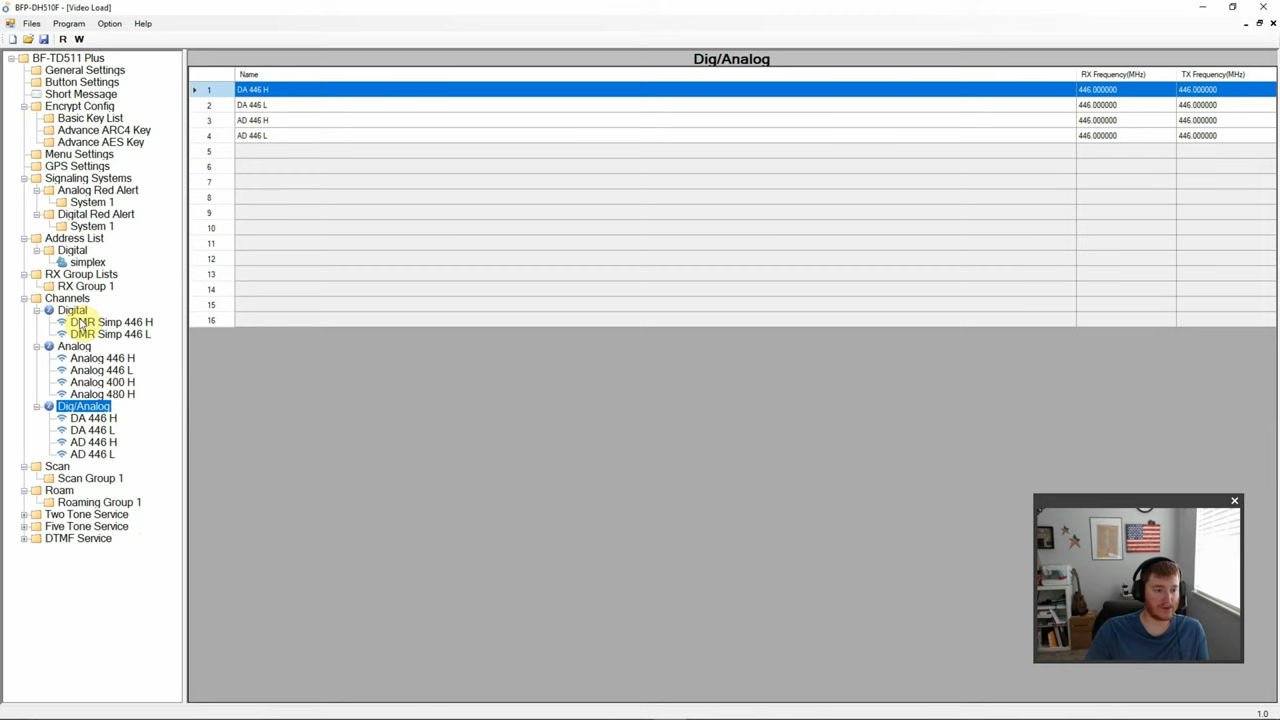 BFP-DH510F - [Video Load]
Files Program Option Help
R W
BF-TD511 Plus
General Settings
Button Settings
Short Message
Encrypt Config
Basic Key List
Advance ARC4 Key
Advance AES Key
Menu Settings
GPS Settings
Signaling Systems
Analog Red Alert
System 1
Digital Red Alert
System 1
Address List
Digital
simplex
RX Group Lists
RX Group 1
Channels
Digital
DMR Simp 446 H
DMR Simp 446 L
Analog
Analog 446 H
Analog 446 L
Analog 400 H
Analog 480 H
Dig/Analog
DA 446 H
DA 446 L
AD 446 H
AD 446 L
Scan
Scan Group 1
Roam
Roaming Group 1
Two Tone Service
Five Tone Service
DTMF Service
Dig/Analog
Name RX Frequency(MHz) TX Frequency(MHz)
1 DA 446 H 446.000000 446.000000
2 DA 446 L 446.000000 446.000000
3 AD 446 H 446.000000 446.000000
4 AD 446 L 446.000000 446.000000
5
6
7
8
9
10
11
12
13
14
15
16
1.0